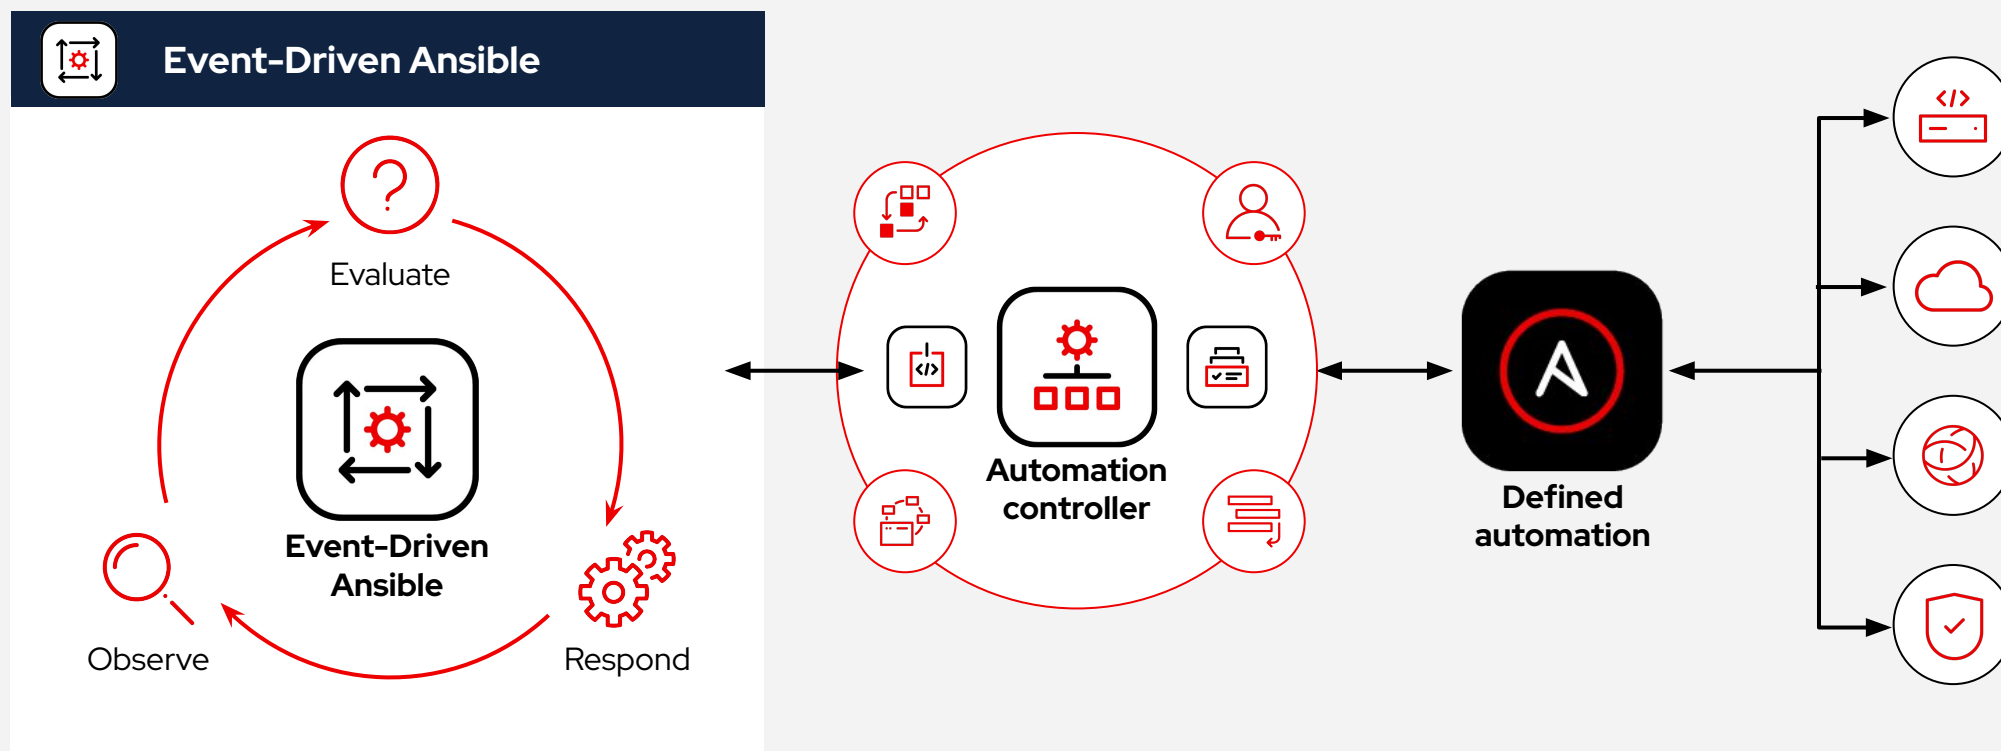 Event-Driven Ansible
Evaluate
Event-Driven
Ansible
Observe
Respond
</>
Automation
controller
Defined
automation
</>